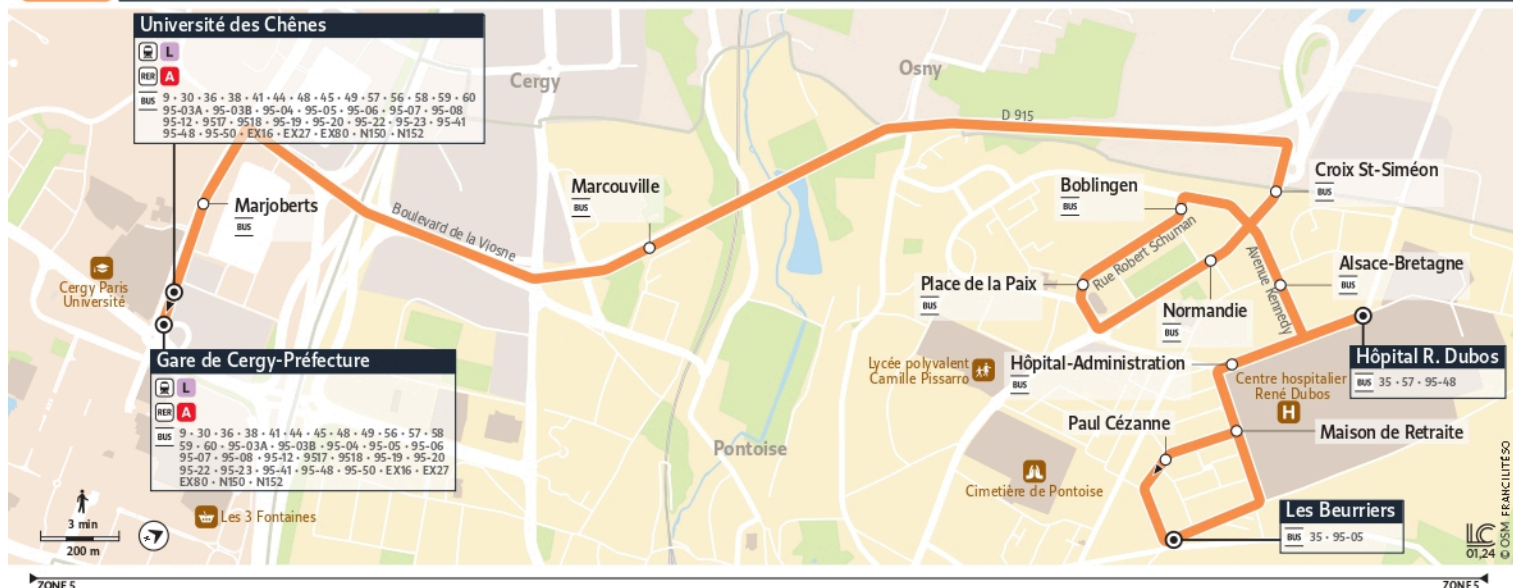 Université des Chênes
L
RER A
BUS 9 • 30 • 36 • 38 • 41 • 44 • 48 • 45 • 49 • 57 • 56 • 58 • 59 • 60
95-03A • 95-03B • 95-04 • 95-05 • 95-06 • 95-07 • 95-08
95-12 • 9517 • 9518 • 95-19 • 95-20 • 95-22 • 95-23 • 95-41
95-48 • 95-50 • EX16 • EX27 • EX80 • N150 • N152
Cergy
Osny
D 915
Marjoberts
BUS
Boulevard de la Viosne
Marcouville
BUS
Boblingen
BUS
Croix St-Siméon
BUS
Rue Robert Schuman
Avenue Kennedy
Place de la Paix
BUS
Normandie
BUS
Alsace-Bretagne
BUS
Cergy Paris
Université
Gare de Cergy-Préfecture
L
RER A
BUS 9 • 30 • 36 • 38 • 41 • 44 • 45 • 48 • 49 • 56 • 57 • 58
59 • 60 • 95-03A • 95-03B • 95-04 • 95-05 • 95-06
95-07 • 95-08 • 95-12 • 9517 • 9518 • 95-19 • 95-20
95-22 • 95-23 • 95-41 • 95-48 • 95-50 • EX16 • EX27
EX80 • N150 • N152
Lycée polyvalent
Camille Pissarro
Hôpital-Administration
BUS
Centre hospitalier
René Dubos
H
Hôpital R. Dubos
BUS 35 • 57 • 95-48
Paul Cézanne
Maison de Retraite
Pontoise
Cimetière de Pontoise
Les Beurriers
BUS 35 • 95-05
Les 3 Fontaines
3 min
200 m
LC
01,24
© OSM FRANCILITÉ SO
ZONE 5
ZONE 5